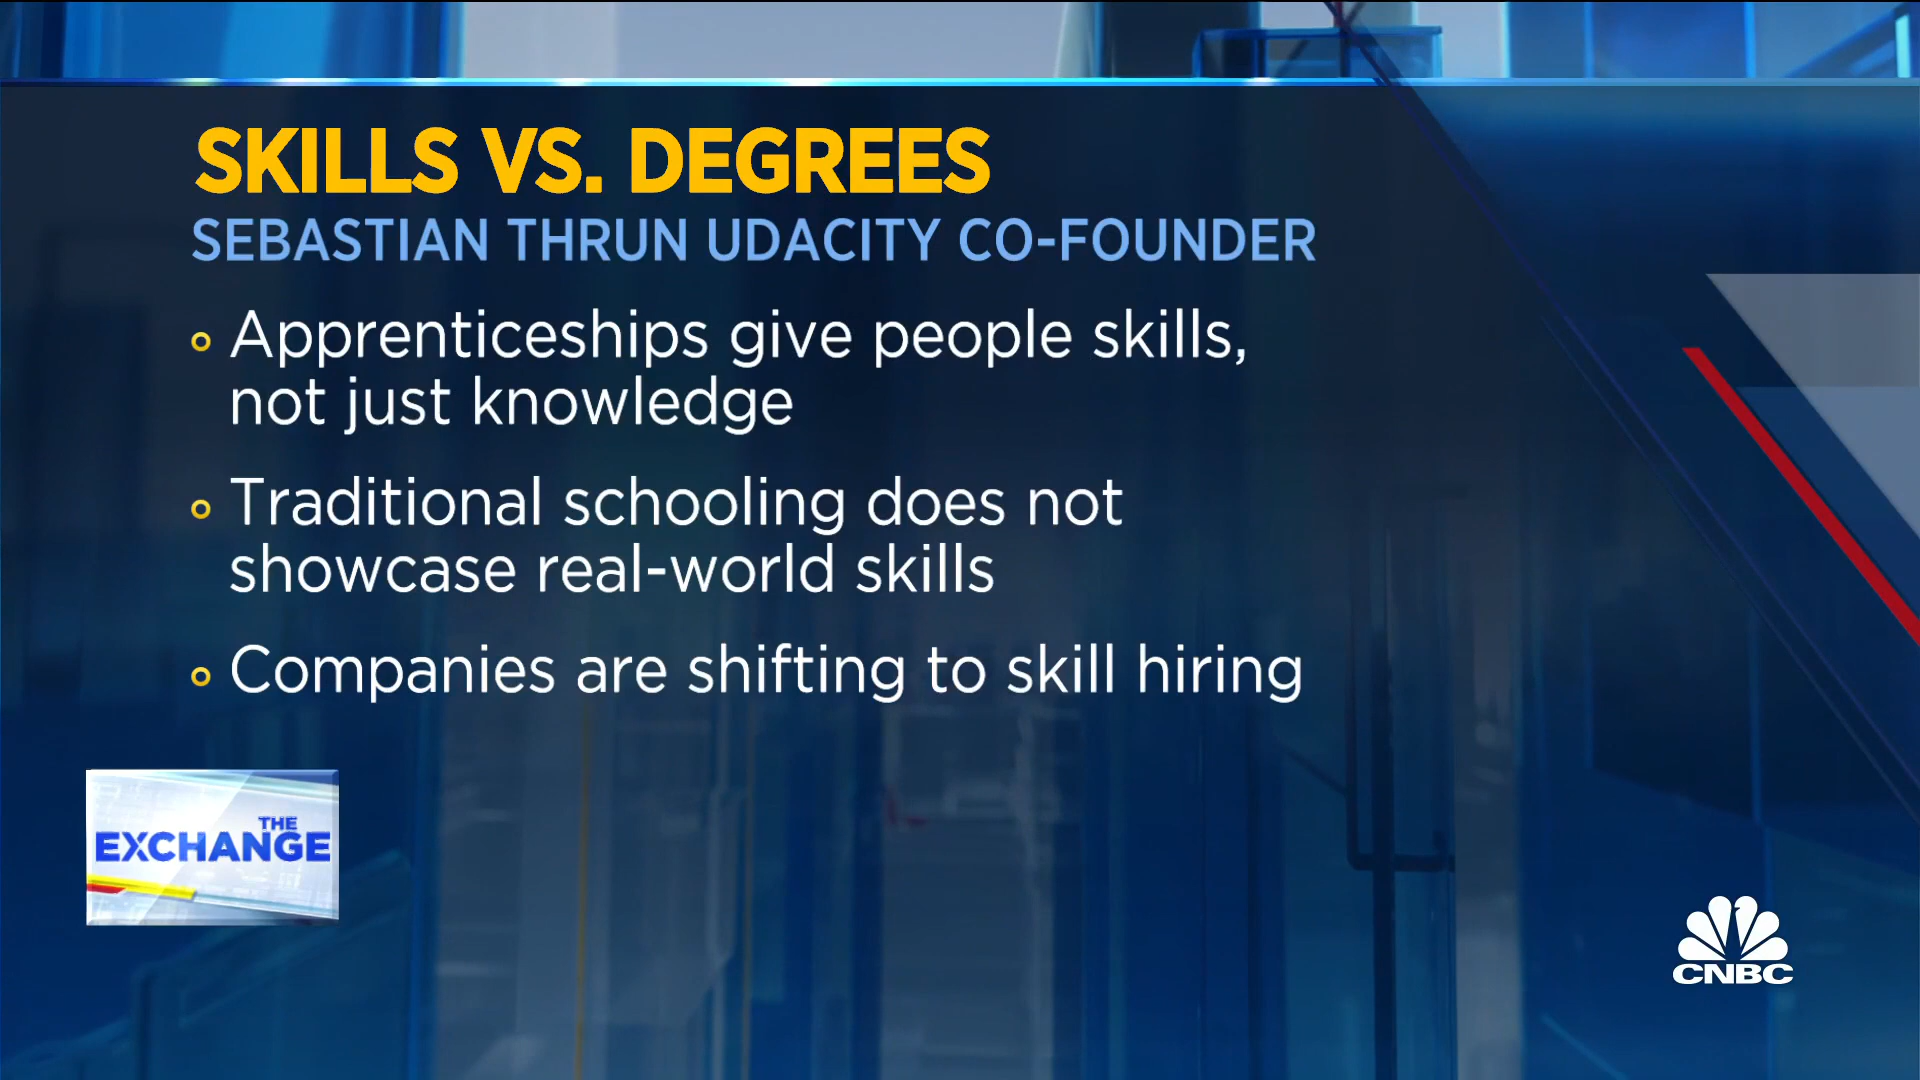 SKILLS VS. DEGREES
SEBASTIAN THRUN UDACITY CO-FOUNDER
Apprenticeships give people skills,
not just knowledge
Traditional schooling does not
showcase real-world skills
Companies are shifting to skill hiring
THE
EXCHANGE
CNBC